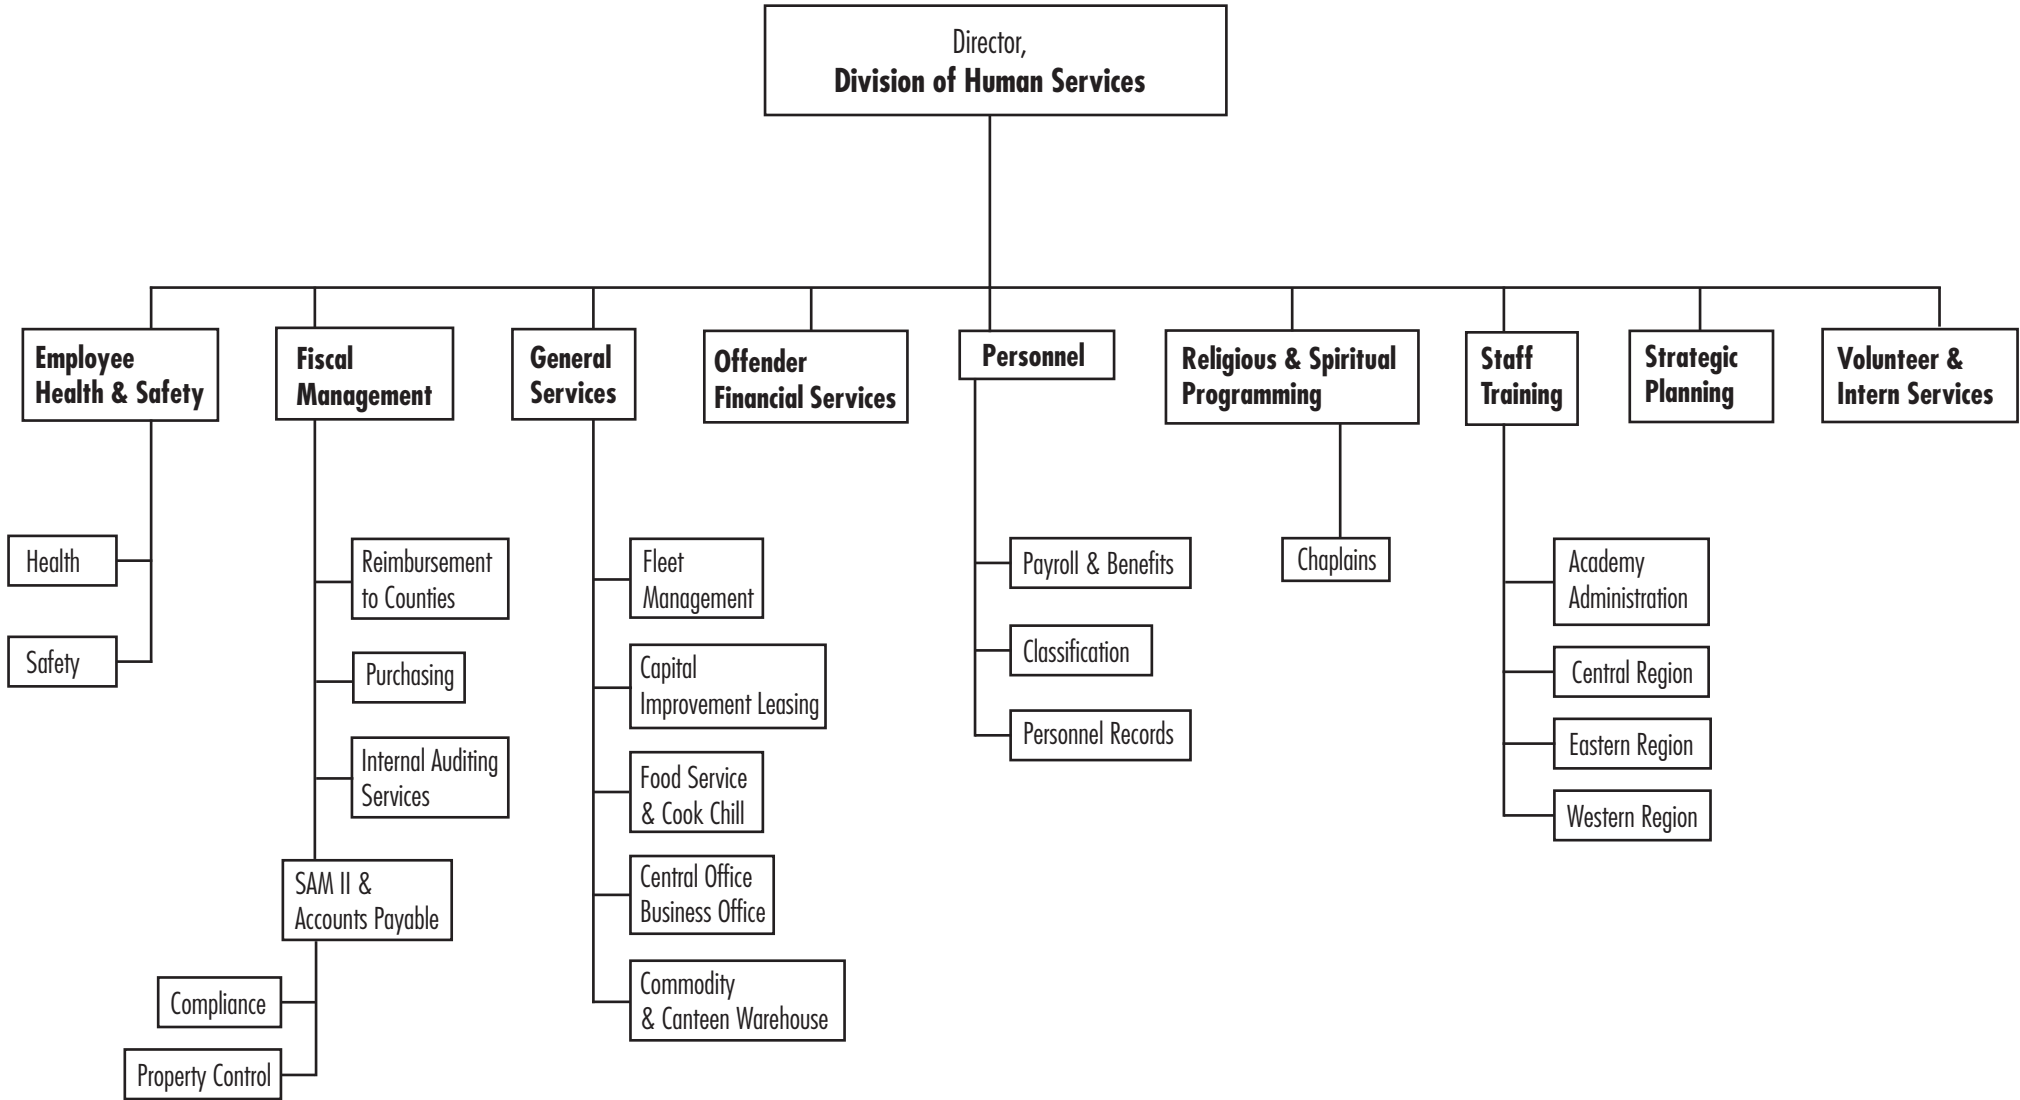 Director,
Division of Human Services
Employee
Health & Safety
Fiscal
Management
General
Services
Offender
Financial Services
Personnel
Religious & Spiritual
Programming
Staff
Training
Strategic
Planning
Volunteer &
Intern Services
Health
Safety
Reimbursement
to Counties
Purchasing
Internal Auditing
Services
SAM II &
Accounts Payable
Compliance
Property Control
Fleet
Management
Capital
Improvement Leasing
Food Service
& Cook Chill
Central Office
Business Office
Commodity
& Canteen Warehouse
Payroll & Benefits
Classification
Personnel Records
Chaplains
Academy
Administration
Central Region
Eastern Region
Western Region